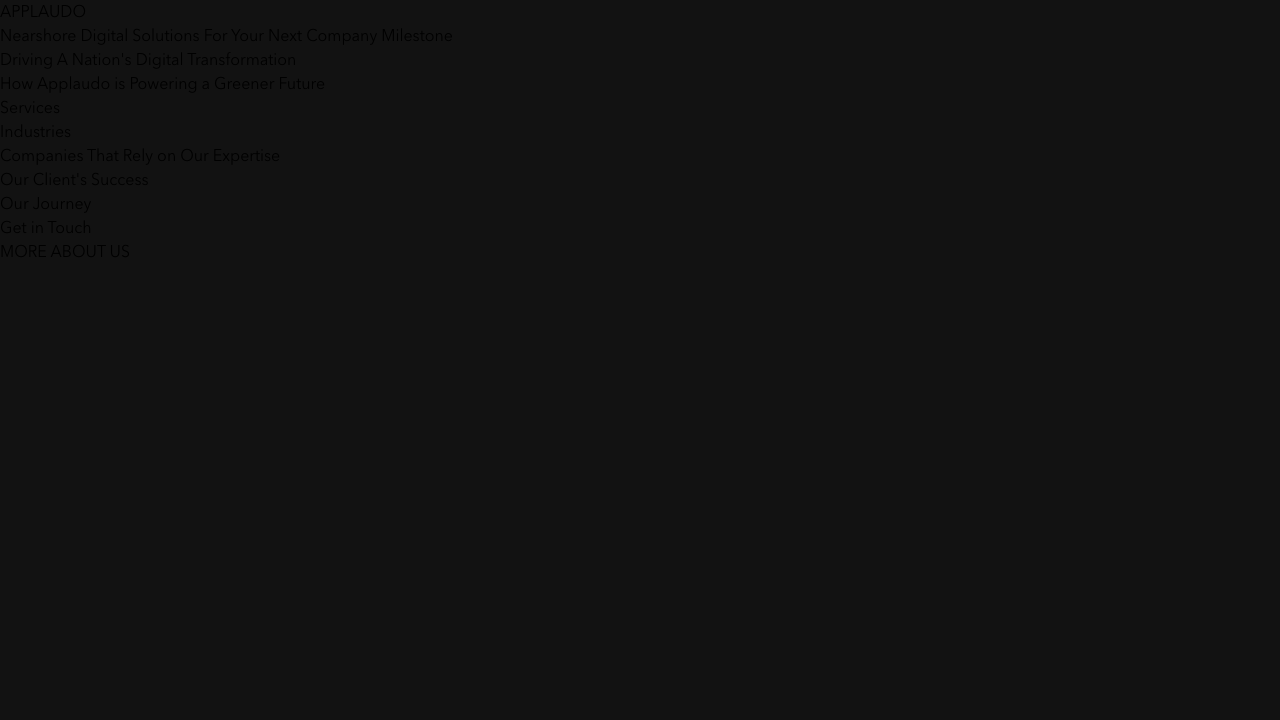 APPLAUDO
Nearshore Digital Solutions For Your Next Company Milestone
Driving A Nation's Digital Transformation
How Applaudo is Powering a Greener Future
Services
Industries
Companies That Rely on Our Expertise
Our Client's Success
Our Journey
Get in Touch
MORE ABOUT US